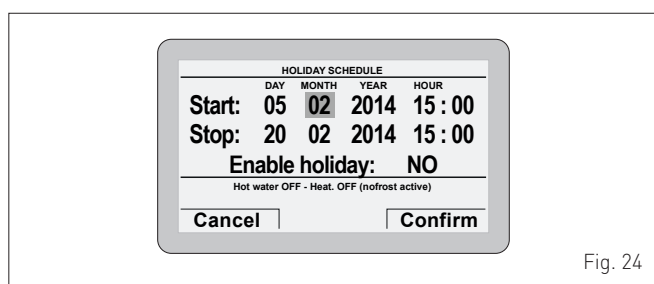 HOLIDAY SCHEDULE
DAY MONTH YEAR HOUR
Start: 05 02 2014 15 : 00
Stop: 20 02 2014 15 : 00
Enable holiday: NO
Hot water OFF - Heat. OFF (nofrost active)
Cancel Confirm
Fig. 24